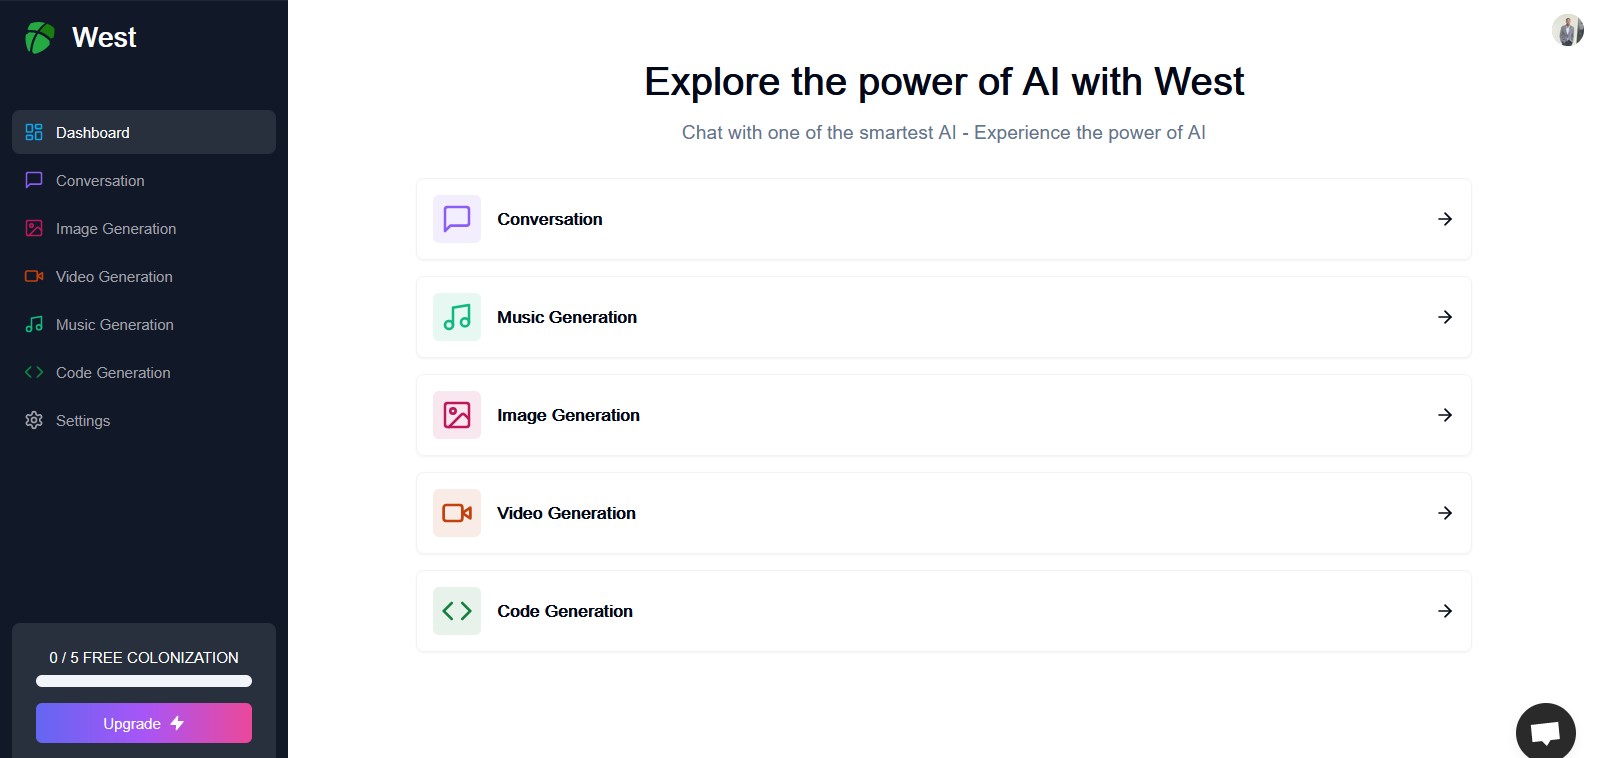 West
Dashboard
Conversation
Image Generation
Video Generation
Music Generation
Code Generation
Settings
0 / 5 FREE COLONIZATION
Upgrade
Explore the power of AI with West
Chat with one of the smartest AI - Experience the power of AI
Conversation
Music Generation
Image Generation
Video Generation
Code Generation